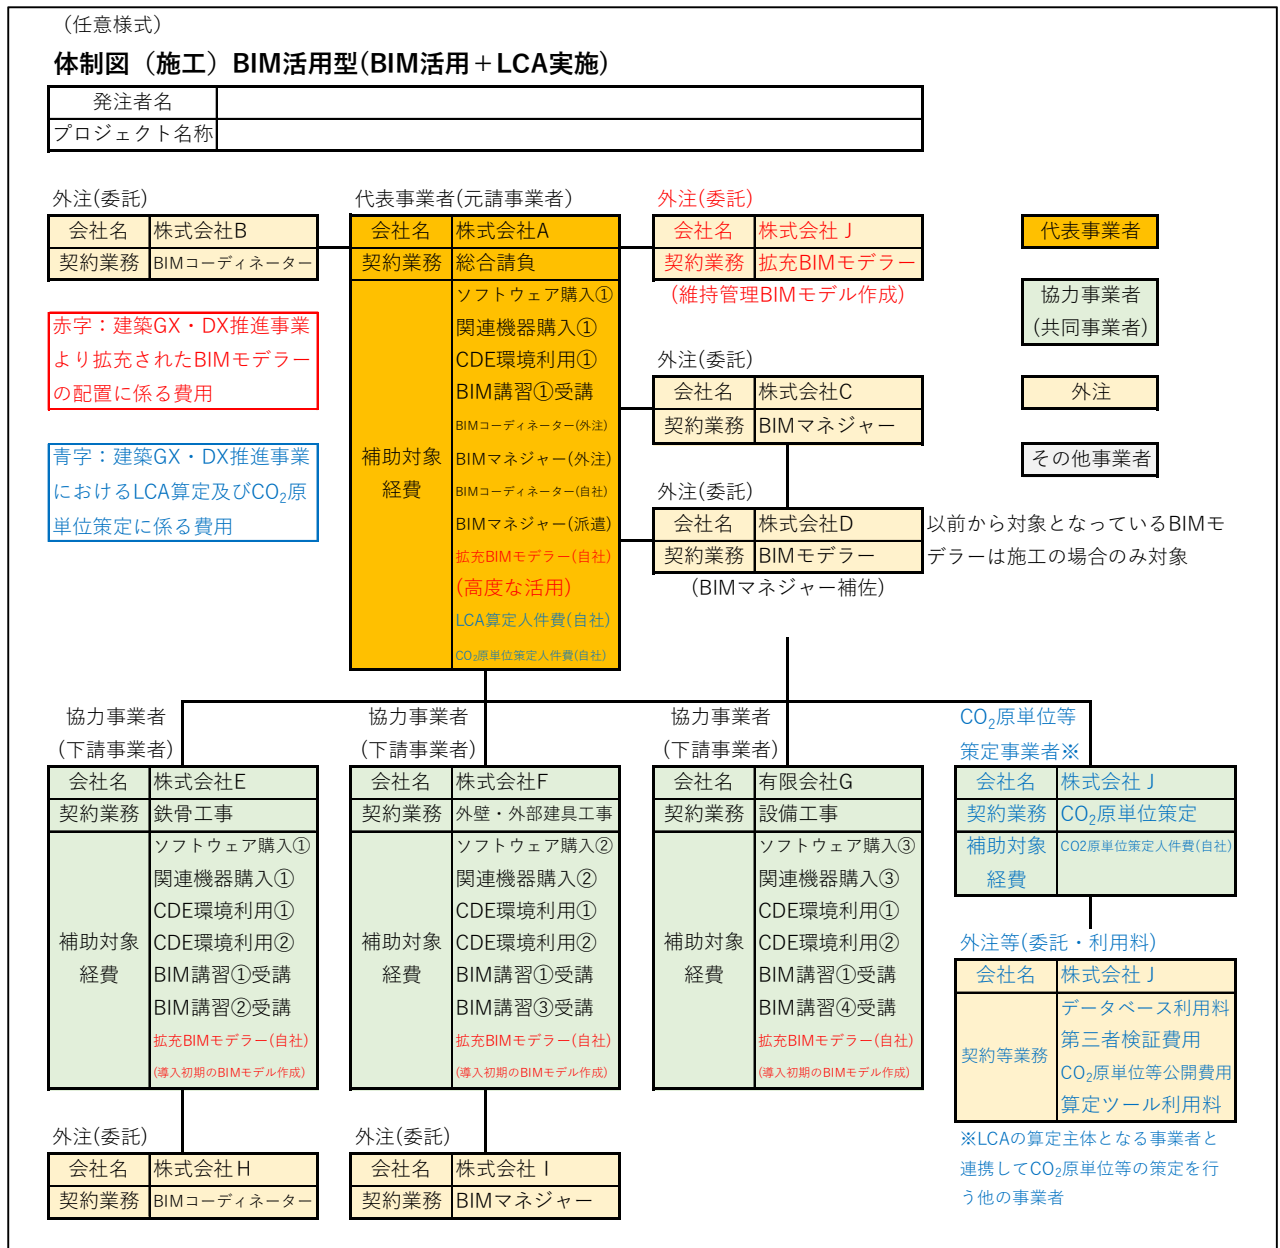 (任意様式)
体制図（施工）BIM活用型(BIM活用＋LCA実施)
発注者名
プロジェクト名称
外注(委託)
会社名 株式会社B
契約業務 BIMコーディネーター
赤字：建築GX・DX推進事業
より拡充されたBIMモデラー
の配置に係る費用
青字：建築GX・DX推進事業
におけるLCA算定及びCO₂原
単位策定に係る費用
代表事業者(元請事業者)
会社名 株式会社A
契約業務 総合請負
補助対象
経費
ソフトウェア購入①
関連機器購入①
CDE環境利用①
BIM講習①受講
BIMコーディネーター(外注)
BIMマネジャー(外注)
BIMコーディネーター(自社)
BIMマネジャー(派遣)
拡充BIMモデラー(自社)
(高度な活用)
LCA算定人件費(自社)
CO₂原単位策定人件費(自社)
外注(委託)
会社名 株式会社Ｊ
契約業務 拡充BIMモデラー
(維持管理BIMモデル作成)
外注(委託)
会社名 株式会社C
契約業務 BIMマネジャー
外注(委託)
会社名 株式会社D
契約業務 BIMモデラー
(BIMマネジャー補佐)
以前から対象となっているBIMモ
デラーは施工の場合のみ対象
代表事業者
協力事業者
(共同事業者)
外注
その他事業者
協力事業者
(下請事業者)
会社名 株式会社E
契約業務 鉄骨工事
補助対象
経費
ソフトウェア購入①
関連機器購入①
CDE環境利用①
CDE環境利用②
BIM講習①受講
BIM講習②受講
拡充BIMモデラー(自社)
(導入初期のBIMモデル作成)
外注(委託)
会社名 株式会社Ｈ
契約業務 BIMコーディネーター
協力事業者
(下請事業者)
会社名 株式会社F
契約業務 外壁・外部建具工事
補助対象
経費
ソフトウェア購入②
関連機器購入②
CDE環境利用①
CDE環境利用②
BIM講習①受講
BIM講習③受講
拡充BIMモデラー(自社)
(導入初期のBIMモデル作成)
外注(委託)
会社名 株式会社Ｉ
契約業務 BIMマネジャー
協力事業者
(下請事業者)
会社名 有限会社G
契約業務 設備工事
補助対象
経費
ソフトウェア購入③
関連機器購入③
CDE環境利用①
CDE環境利用②
BIM講習①受講
BIM講習④受講
拡充BIMモデラー(自社)
(導入初期のBIMモデル作成)
CO₂原単位等
策定事業者※
会社名 株式会社Ｊ
契約業務 CO₂原単位策定
補助対象
経費
CO2原単位策定人件費(自社)
外注等(委託・利用料)
会社名 株式会社Ｊ
契約等業務
データベース利用料
第三者検証費用
CO₂原単位等公開費用
算定ツール利用料
※LCAの算定主体となる事業者と
連携してCO₂原単位等の策定を行
う他の事業者